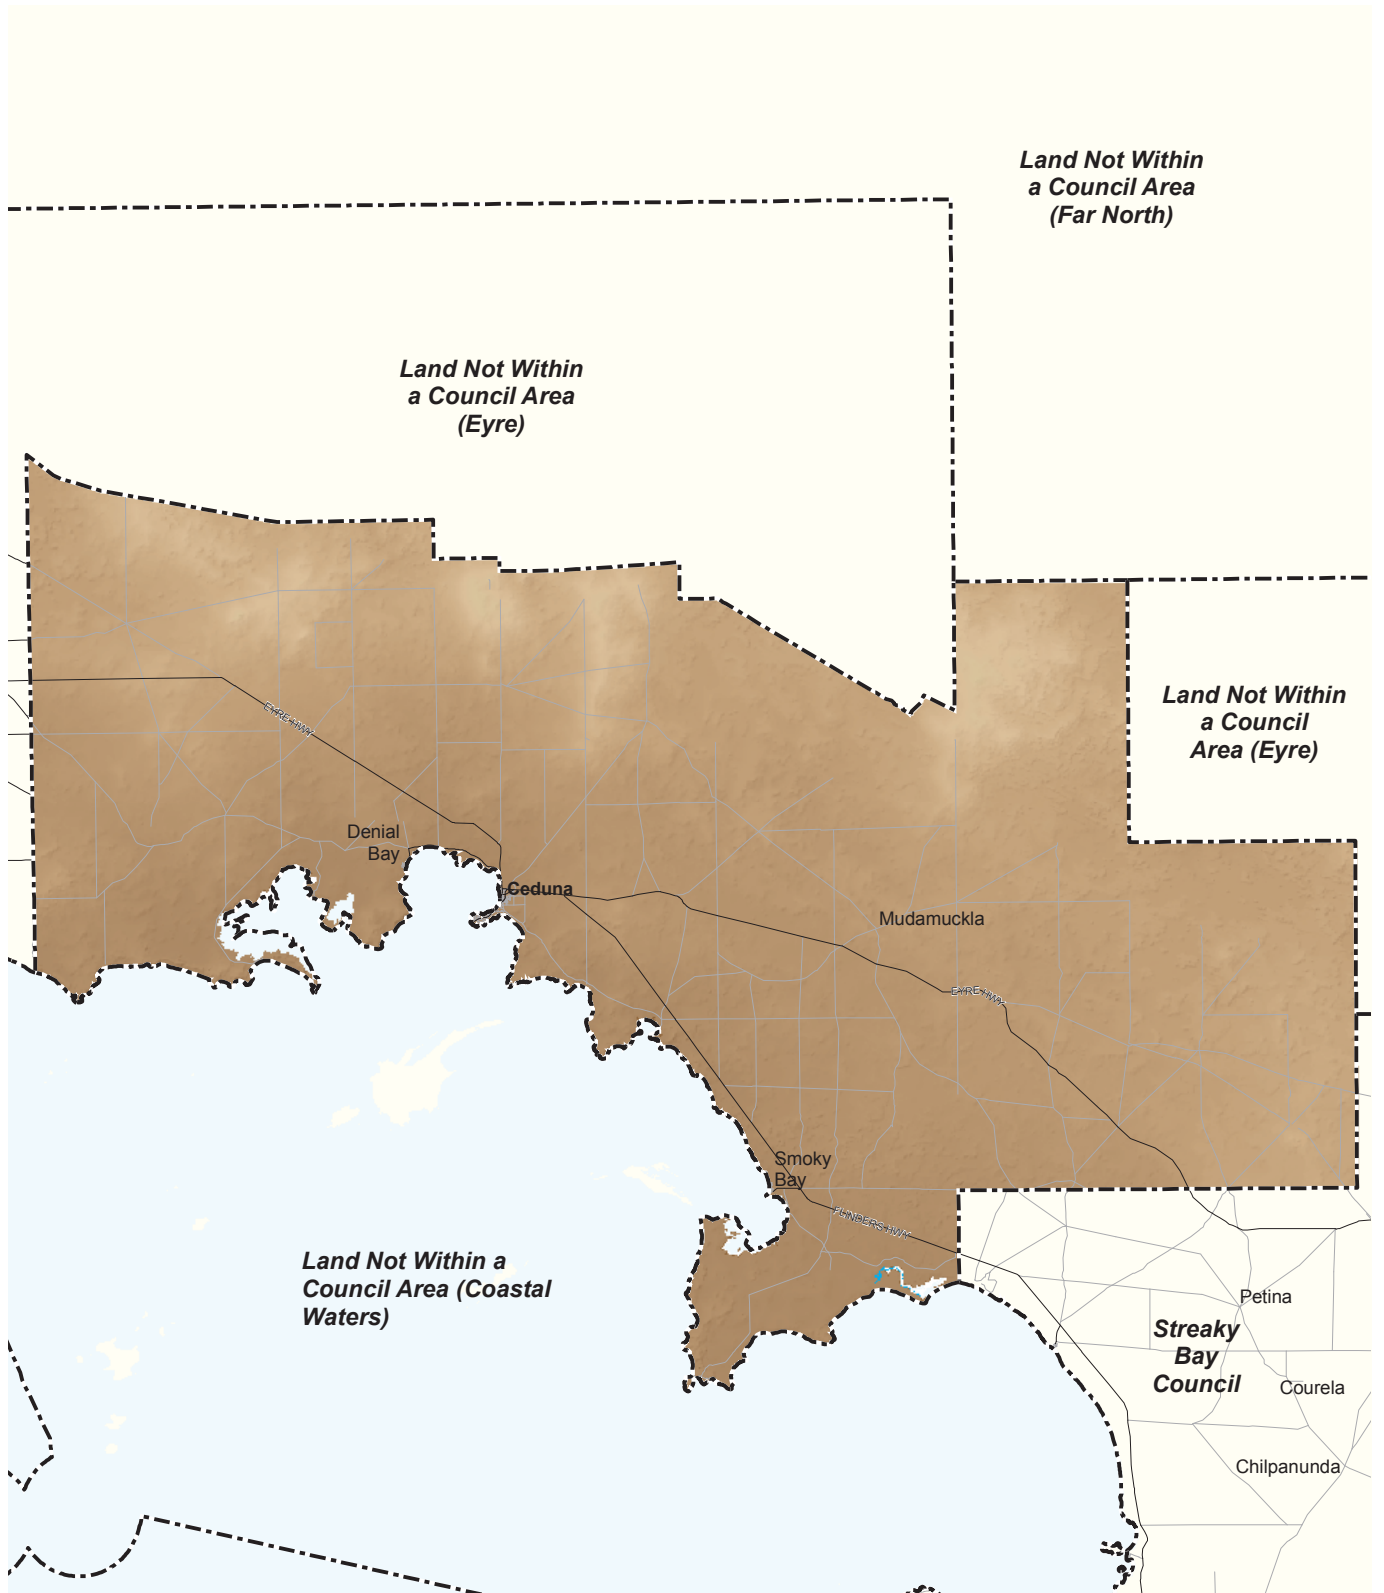 Land Not Within
a Council Area
(Far North)
Land Not Within
a Council Area
(Eyre)
Land Not Within
a Council
Area (Eyre)
EYRE HWY
Denial
Bay
Ceduna
Mudamuckla
EYRE HWY
Smoky
Bay
FLINDERS HWY
Land Not Within a
Council Area (Coastal
Waters)
Petina
Streaky
Bay
Council
Courela
Chilpanunda